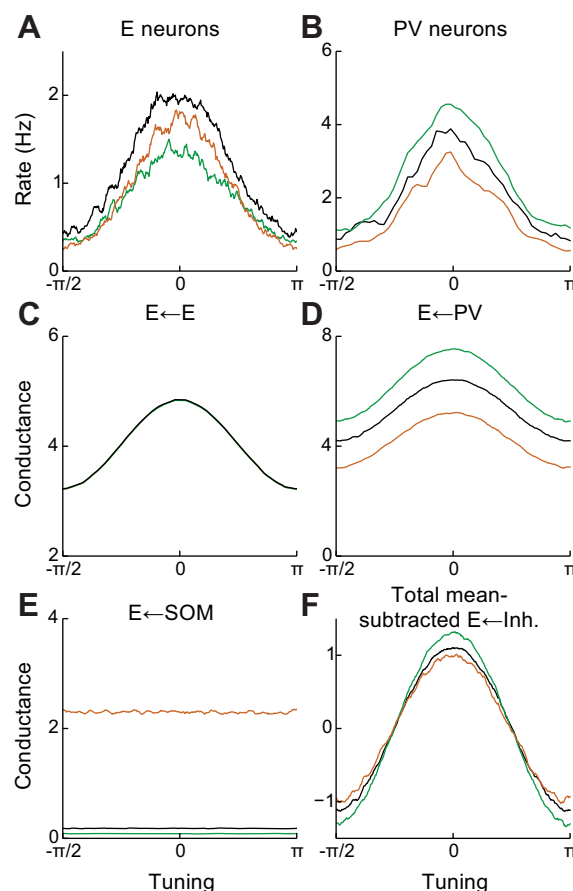 A E neurons
B PV neurons
Rate (Hz)
2
1
0
-π/2 0 π
6
4
2
0
-π/2 0 π
C E←E
D E←PV
Conductance
6
4
2
-π/2 0 π
8
4
0
-π/2 0 π
E E←SOM
F Total mean-
subtracted E←Inh.
Conductance
4
2
0
-π/2 0 π
1
0
−1
-π/2 0 π
Tuning
Tuning